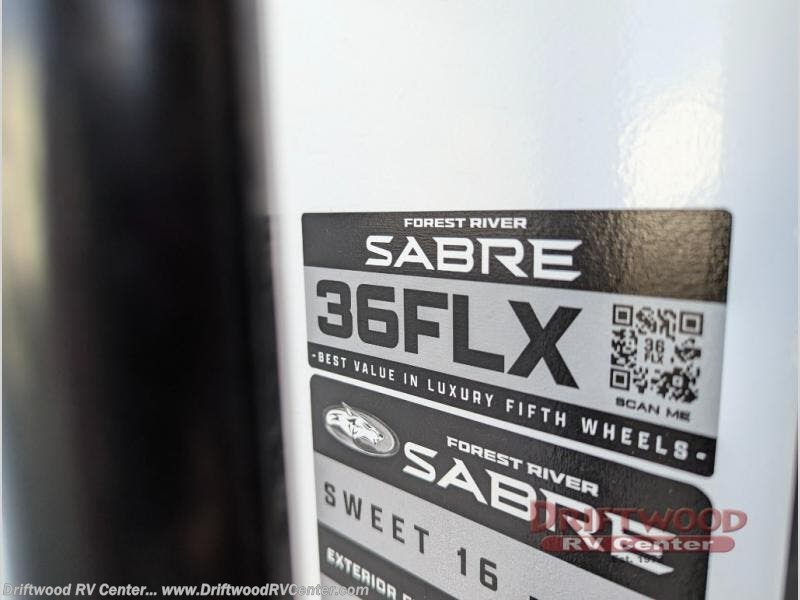 FOREST RIVER
SABRE
36FLX
36
FLX
SCAN ME
-BEST VALUE IN LUXURY FIFTH WHEELS-
FOREST RIVER
SABRE
SWEET 16
EXTERIOR
DRIFTWOOD
RV Center
Driftwood RV Center... www.DriftwoodRVCenter.com